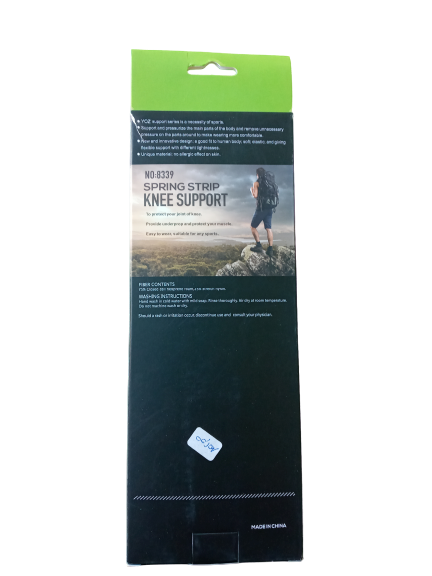 ● YOZ support series is a necessity of sports.
● Support and pressurize the main parts of the body and remove unnecessary
pressure on the parts around to make wearing more comfortable.
● New and innovative design: a good fit to human body; soft, elastic and giving
flexible support with different tightnesses.
● Unique material: no allergic effect on skin.
NO:8339
SPRING STRIP
KNEE SUPPORT
To protect your joint of knee.
Provide under prop and protect your muscle.
Easy to wear, suitable for any sports.
FIBER CONTENTS
WASHING INSTRUCTIONS
Hand wash in cold water with mild soap. Rinse thoroughly. Air dry at room temperature.
Do not machine wash or dry.
Should a rash or irritation occurs discontinue use and consult your physician.
MADE IN CHINA